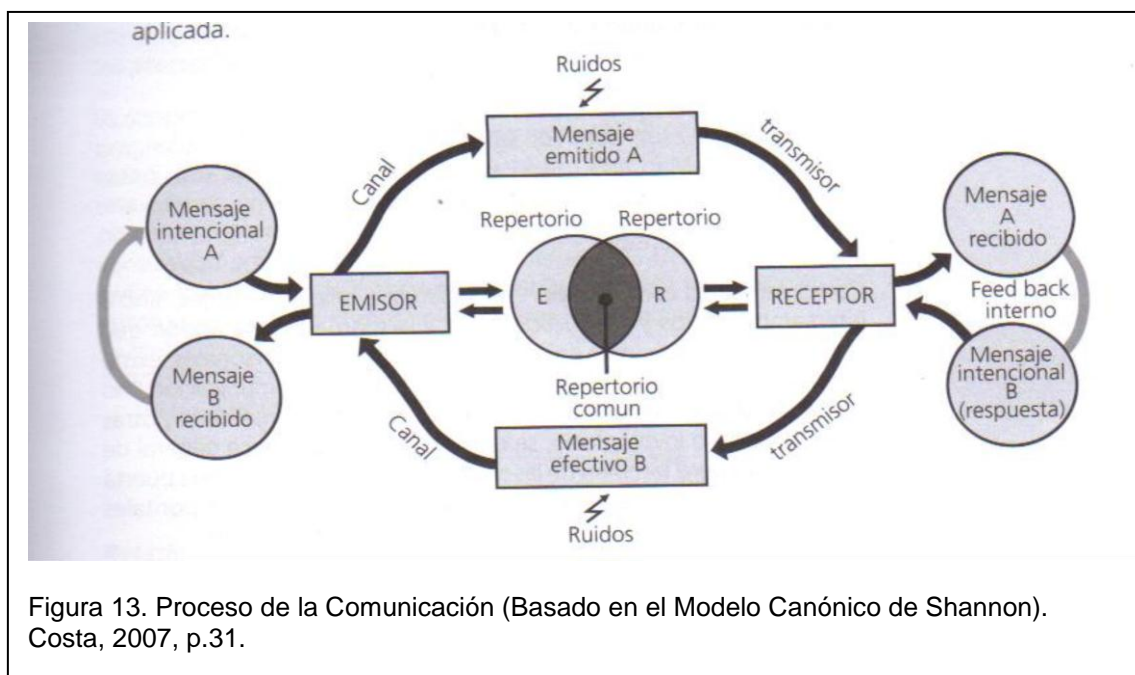 aplicada.
Ruidos
Mensaje
emitido A
Canal
transmisor
Mensaje
intencional
A
Repertorio
Repertorio
Mensaje
A
recibido
EMISOR
E
R
RECEPTOR
Feed back
interno
Mensaje
B
recibido
Repertorio
comun
Mensaje
intencional
B
(respuesta)
Canal
Mensaje
efectivo B
transmisor
Ruidos
Figura 13. Proceso de la Comunicación (Basado en el Modelo Canónico de Shannon).
Costa, 2007, p.31.